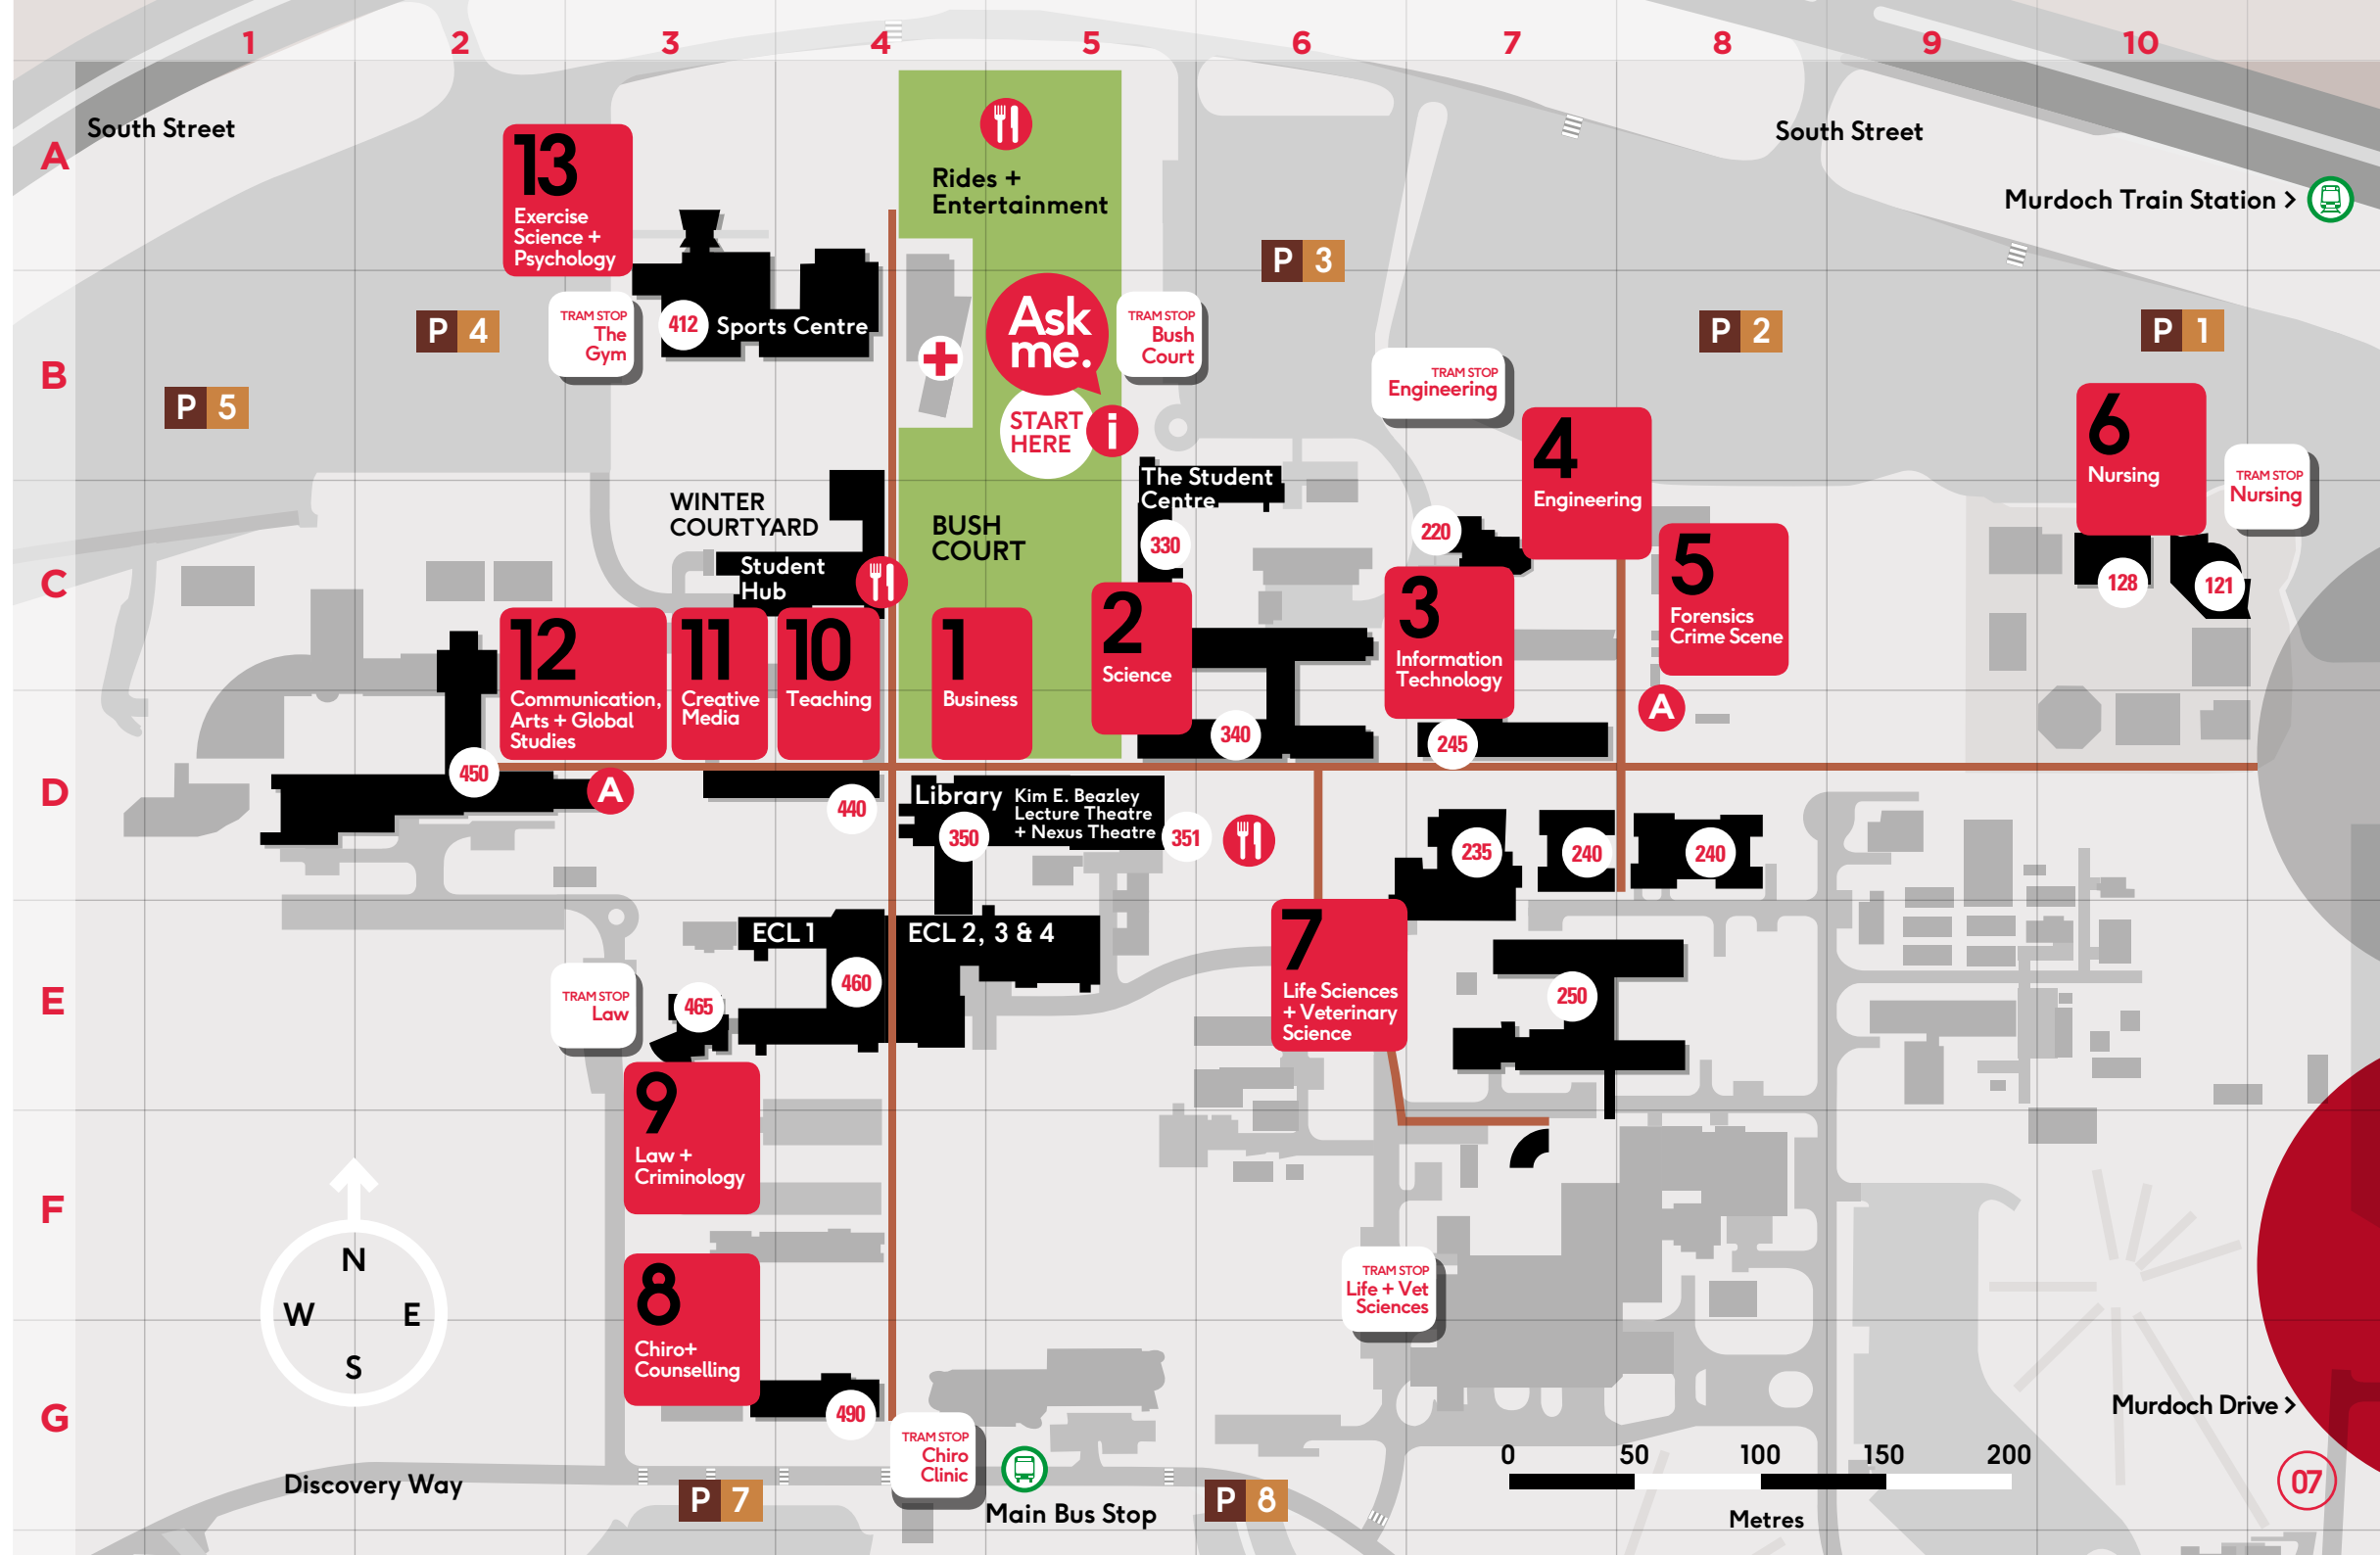 1 2 3 4 5 6 7 8 9 10
A
B
C
D
E
F
G
South Street
South Street
Murdoch Train Station >
13
Exercise
Science +
Psychology
Rides +
Entertainment
P 3
P 4
P 5
P 2
P 1
TRAM STOP
The
Gym
412 Sports Centre
Ask
me.
START
HERE
i
TRAM STOP
Bush
Court
TRAM STOP
Engineering
4
Engineering
6
Nursing
TRAM STOP
Nursing
WINTER
COURTYARD
BUSH
COURT
The Student
Centre
330
220
Student
Hub
5
Forensics
Crime Scene
128
121
12
Communication,
Arts + Global
Studies
11
Creative
Media
10
Teaching
1
Business
2
Science
3
Information
Technology
A
340
245
450
A
440
Library
350
Kim E. Beazley
Lecture Theatre
+ Nexus Theatre
351
235
240
240
ECL 1
ECL 2, 3 & 4
460
TRAM STOP
Law
465
7
Life Sciences
+ Veterinary
Science
250
9
Law +
Criminology
N
W E
S
8
Chiro+
Counselling
490
TRAM STOP
Life + Vet
Sciences
TRAM STOP
Chiro
Clinic
Murdoch Drive >
Discovery Way
P 7
Main Bus Stop
P 8
0 50 100 150 200
Metres
07